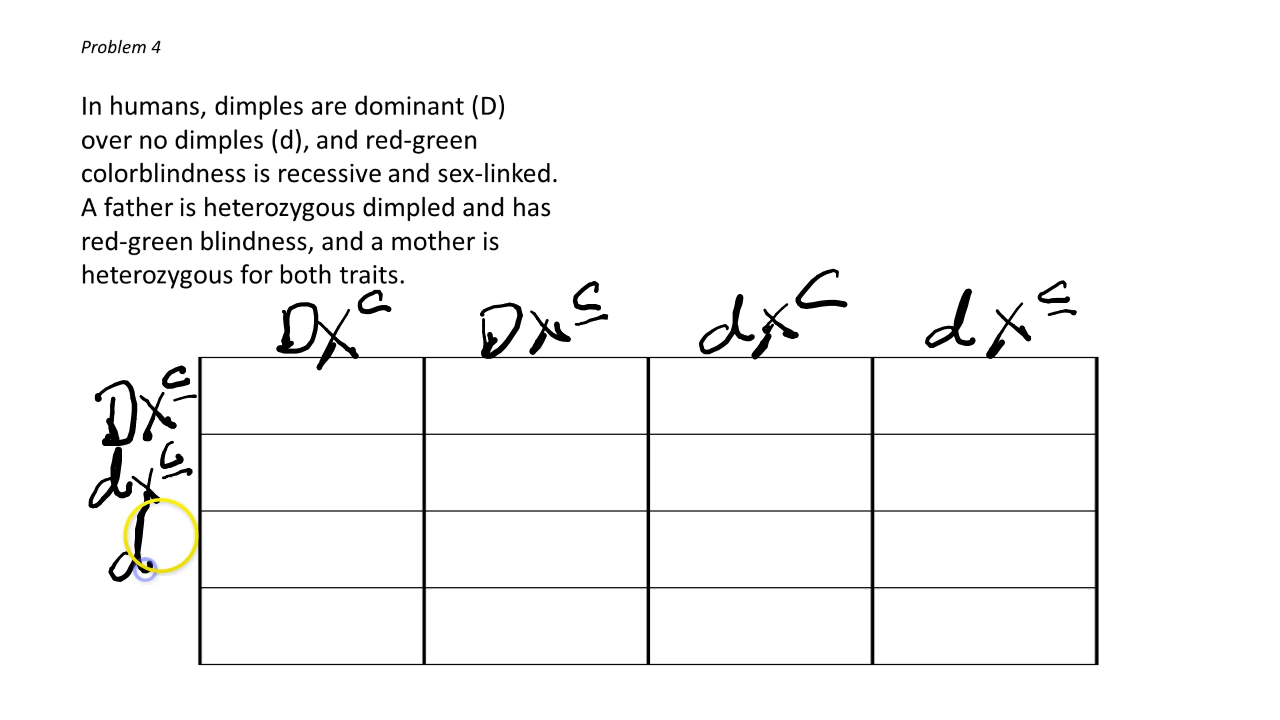 Problem 4
In humans, dimples are dominant (D)
over no dimples (d), and red-green
colorblindness is recessive and sex-linked.
A father is heterozygous dimpled and has
red-green blindness, and a mother is
heterozygous for both traits.
DX^C DX^<u>c</u> dX^C dX^<u>c</u>
DX^<u>c</u>
dX^<u>c</u>
d